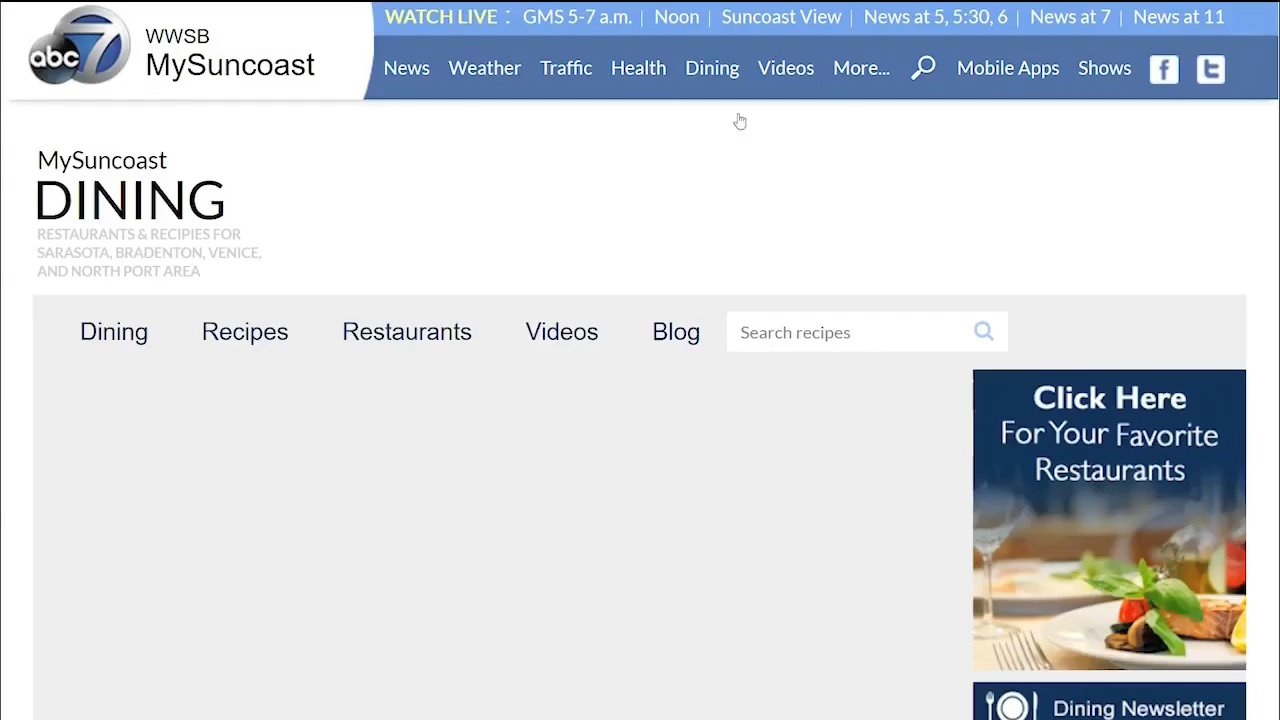 WATCH LIVE : GMS 5-7 a.m. | Noon | Suncoast View | News at 5, 5:30, 6 | News at 7 | News at 11
abc 7
WWSB
MySuncoast
News Weather Traffic Health Dining Videos More... Mobile Apps Shows f t
MySuncoast
DINING
RESTAURANTS & RECIPIES FOR
SARASOTA, BRADENTON, VENICE,
AND NORTH PORT AREA
Dining Recipes Restaurants Videos Blog Search recipes
Click Here
For Your Favorite
Restaurants
Dining Newsletter